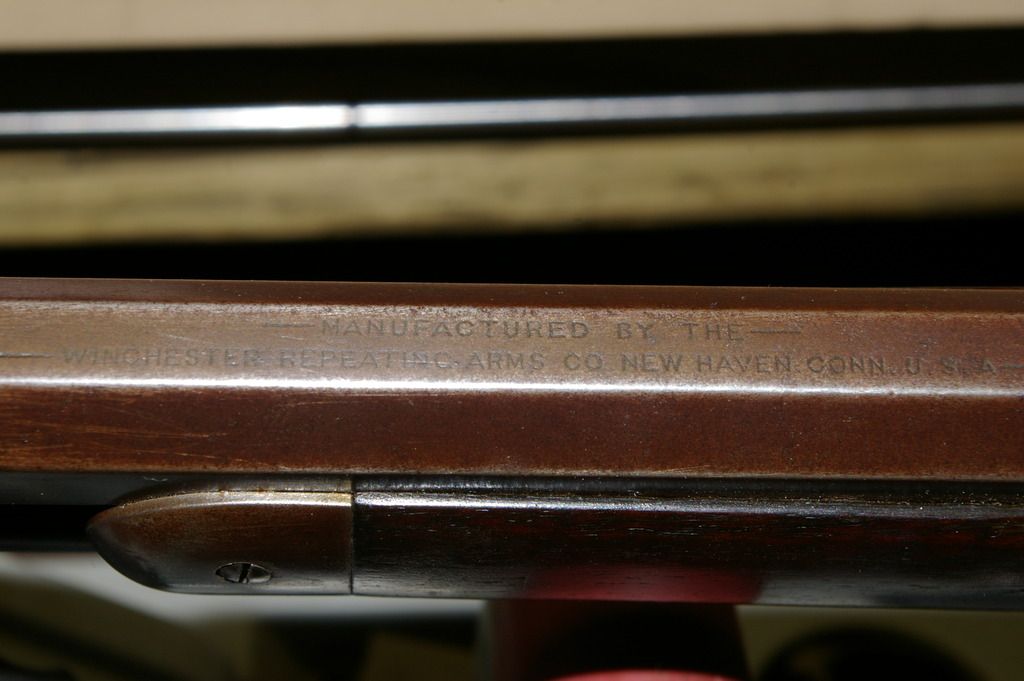 — MANUFACTURED BY THE —
— WINCHESTER REPEATING ARMS CO. NEW HAVEN. CONN. U. S. A —